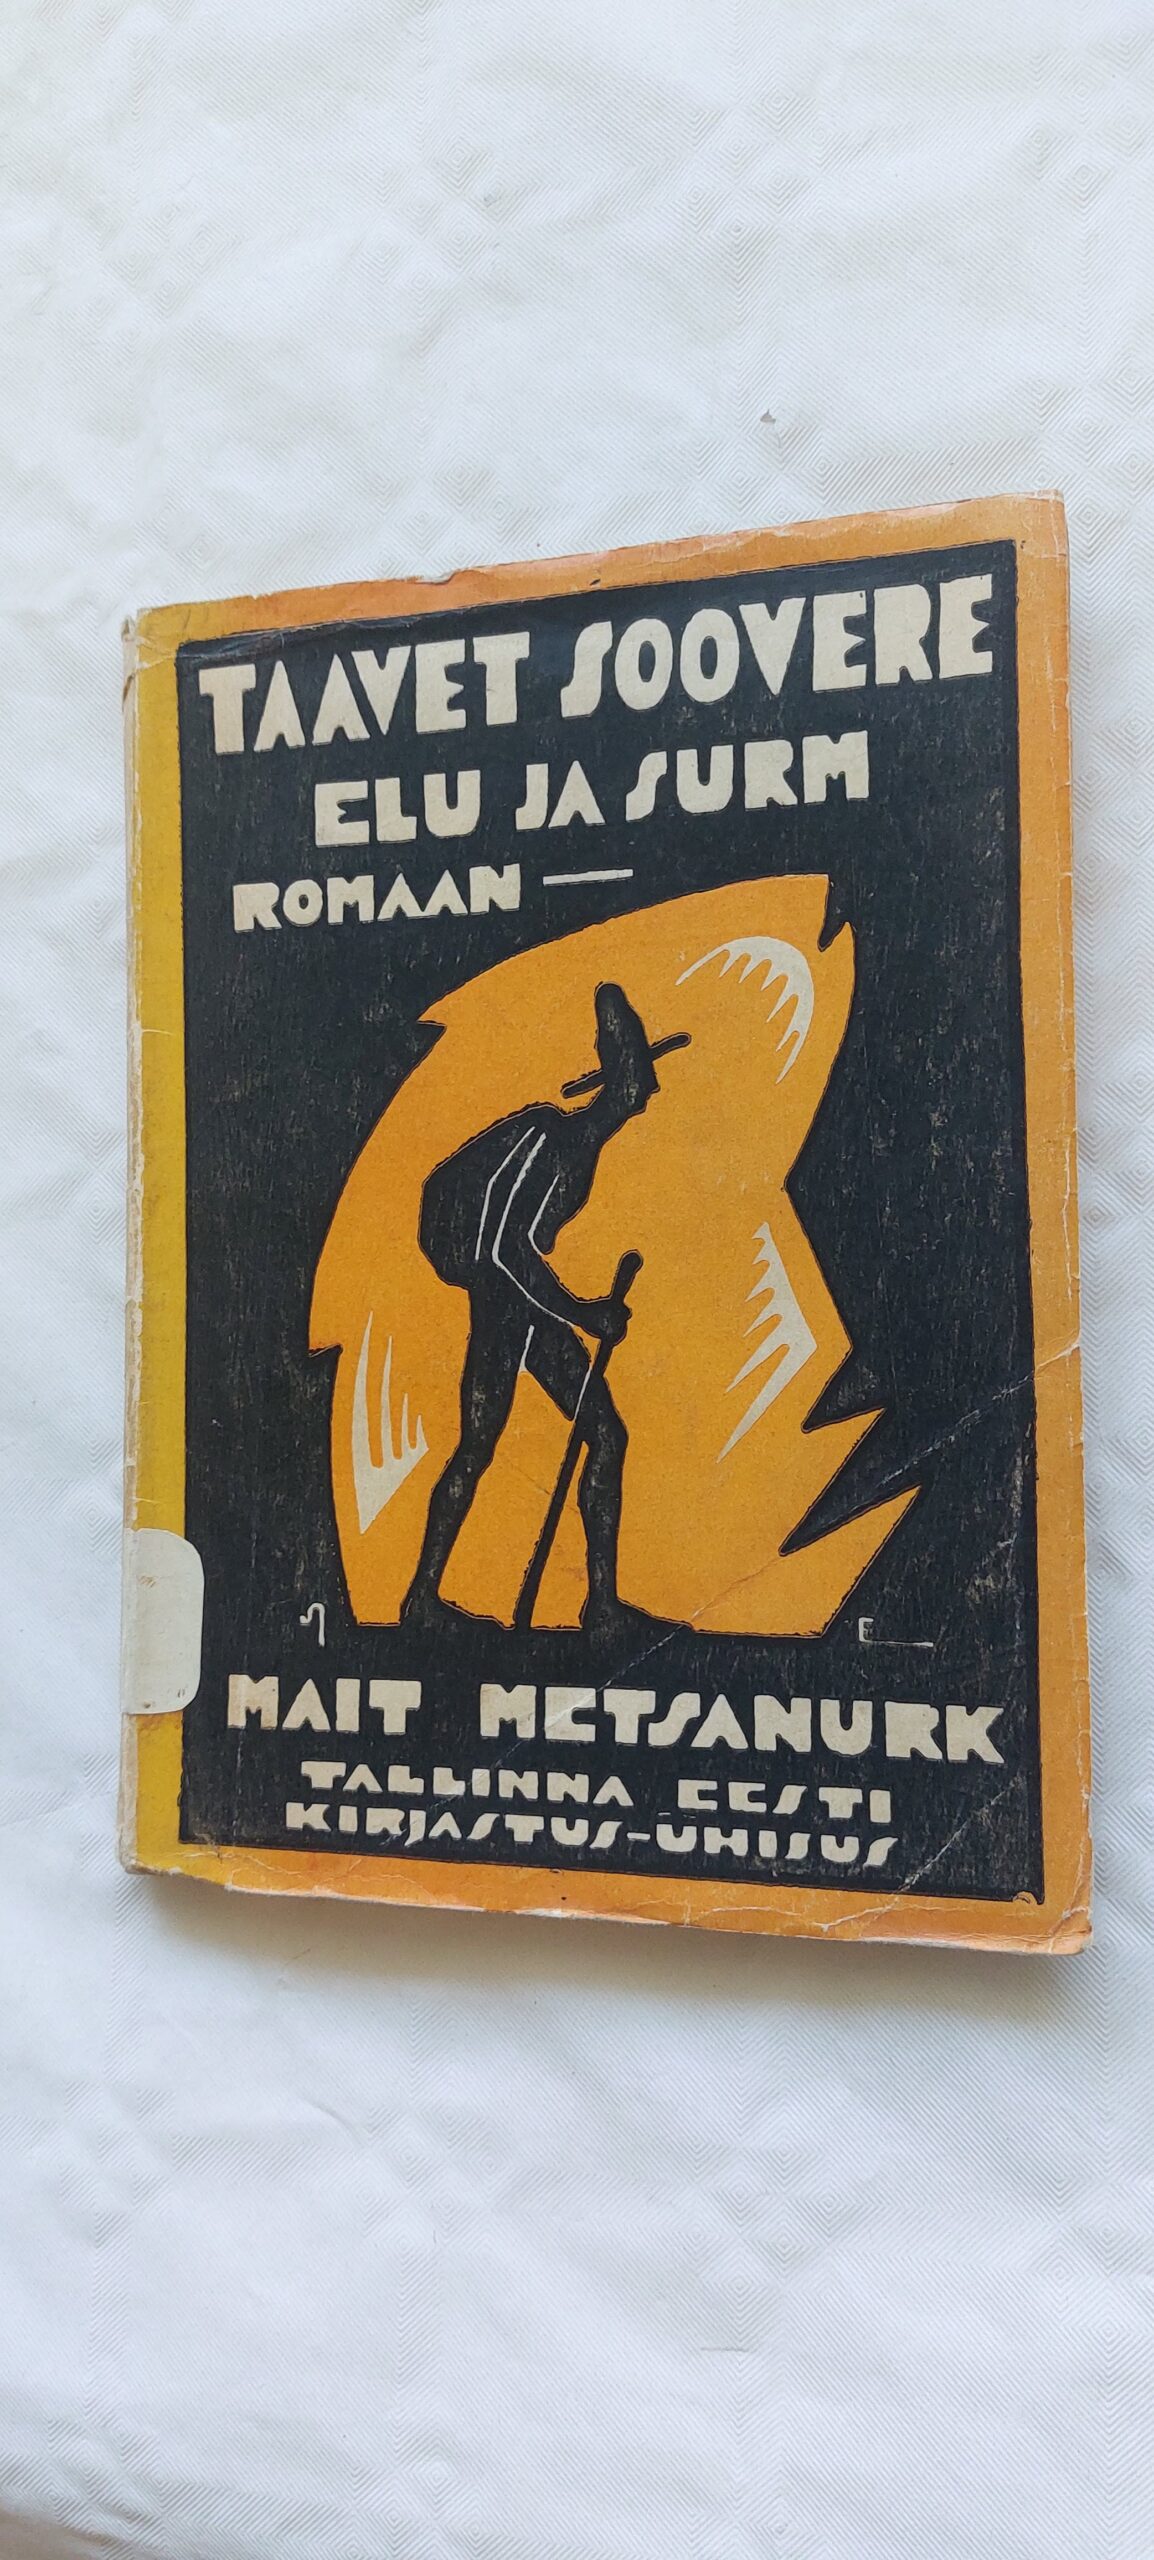 TAAVET SOOVERE
ELU JA SURM
ROMAAN —
MAIT METSANURK
TALLINNA EESTI
KIRJASTUS-ÜHISUS